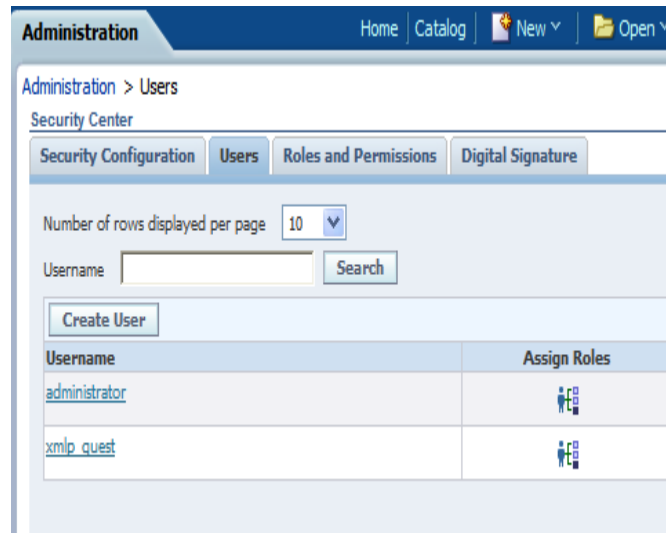 Administration
Home Catalog New Open
Administration > Users
Security Center
Security Configuration Users Roles and Permissions Digital Signature
Number of rows displayed per page 10
Username Search
Create User
Username Assign Roles
administrator
xmlp_guest